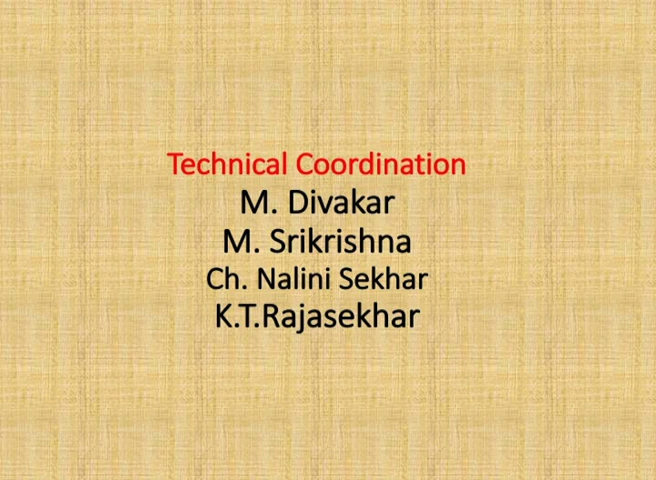 Technical Coordination
M. Divakar
M. Srikrishna
Ch. Nalini Sekhar
K.T.Rajasekhar